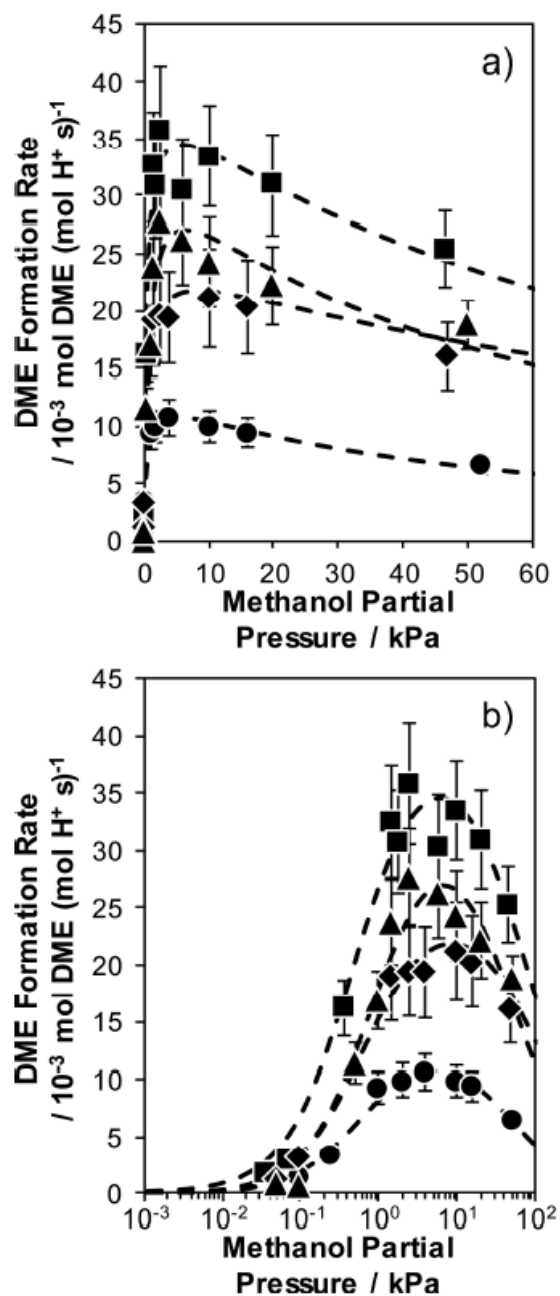 a)
DME Formation Rate
/ 10⁻³ mol DME (mol H⁺ s)⁻¹
45
40
35
30
25
20
15
10
5
0
0 10 20 30 40 50 60
Methanol Partial
Pressure / kPa
b)
DME Formation Rate
/ 10⁻³ mol DME (mol H⁺ s)⁻¹
45
40
35
30
25
20
15
10
5
0
10⁻³ 10⁻² 10⁻¹ 10⁰ 10¹ 10²
Methanol Partial
Pressure / kPa